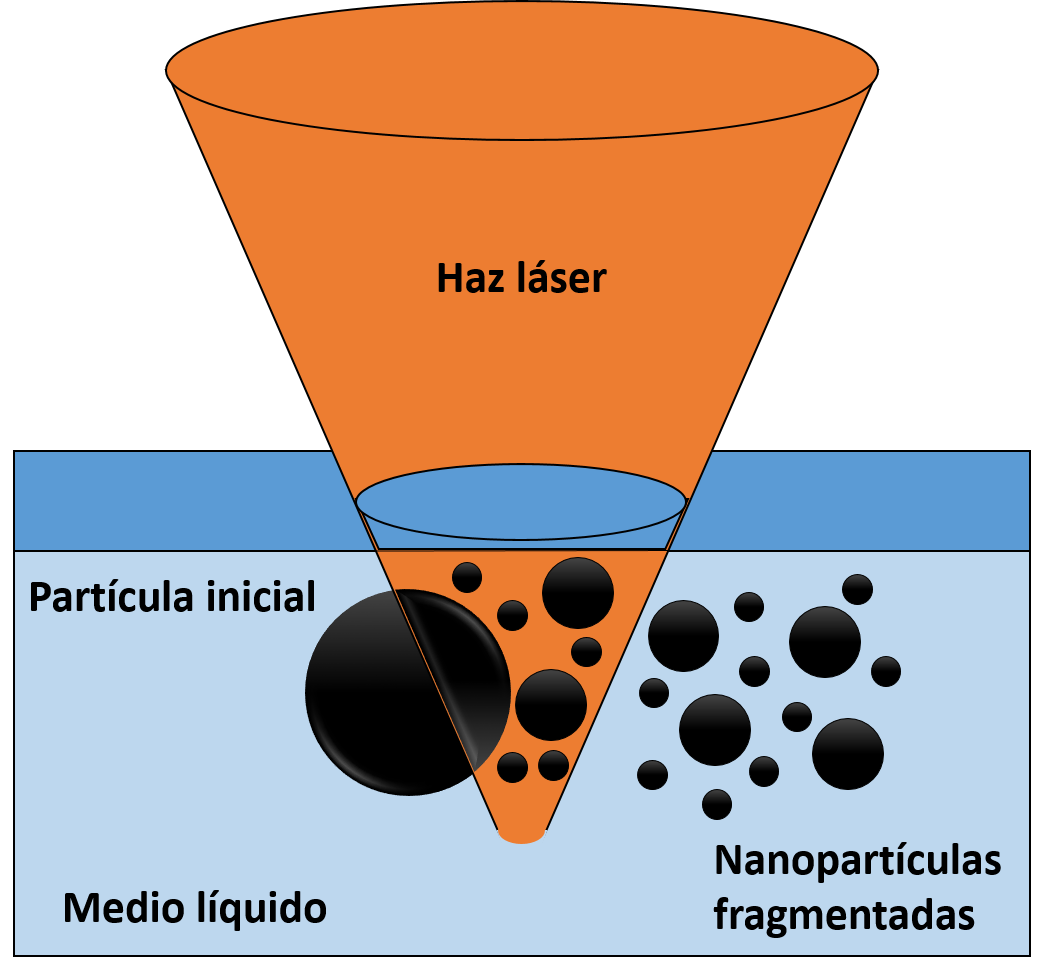 Haz láser
Partícula inicial
Nanopartículas
fragmentadas
Medio líquido